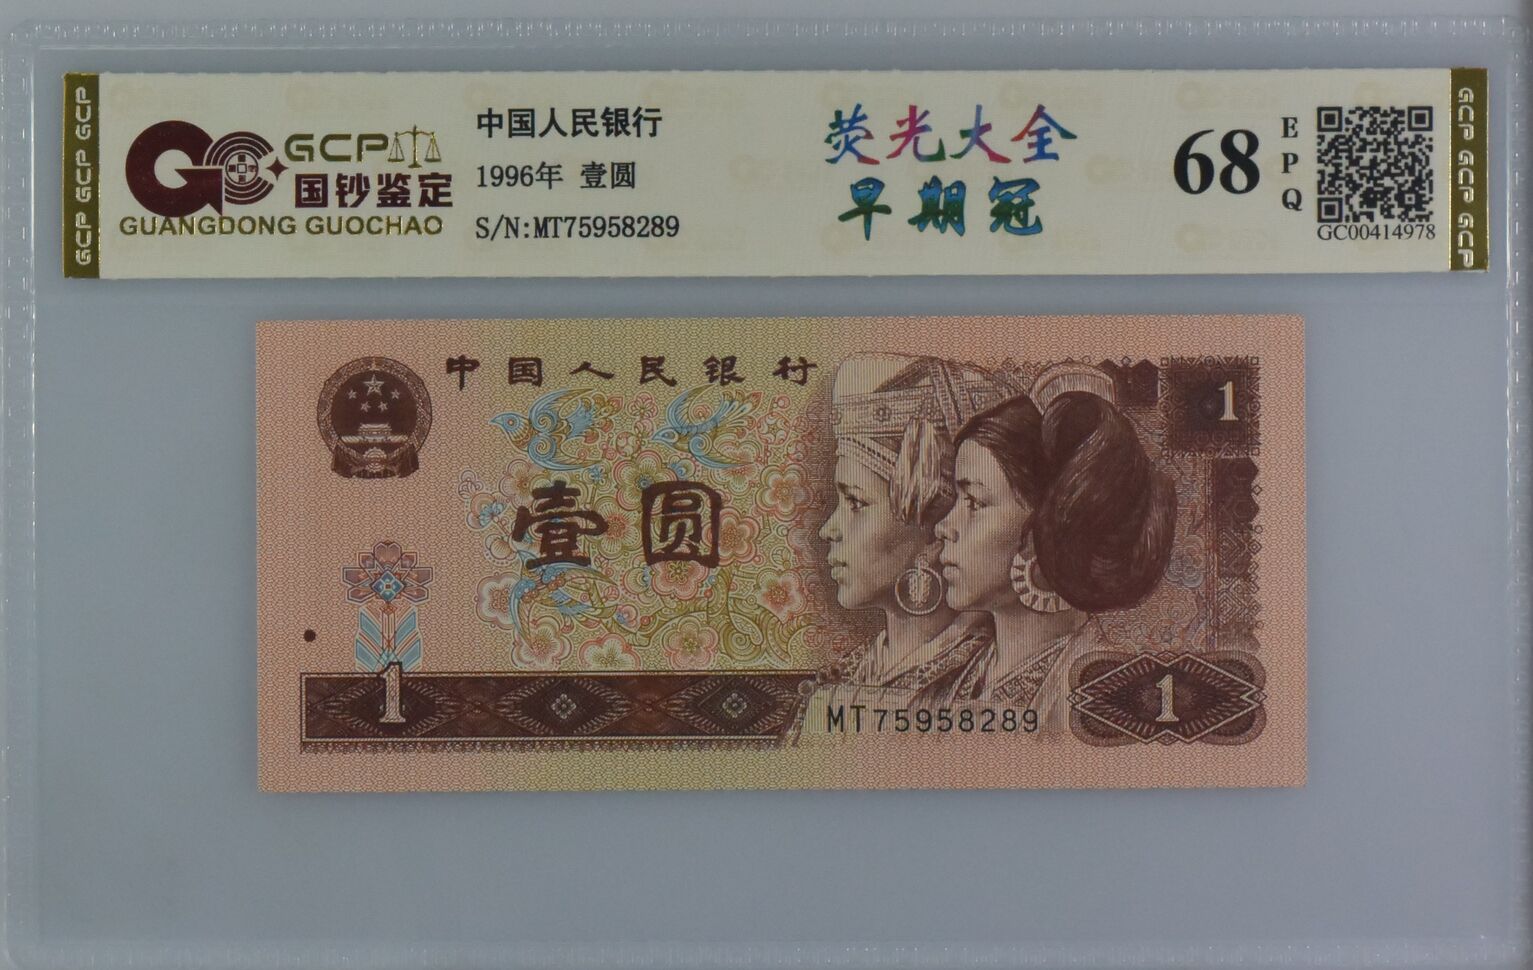 GCP GCP GCP
GCP
国钞鉴定
GUANGDONG GUOCHAO
中国人民银行
1996年 壹圆
S/N:MT75958289
荧光大全
早期冠
68
EPQ
GC00414978
GCP GCP GCP
中国人民银行
1
壹圆
1
MT75958289
1